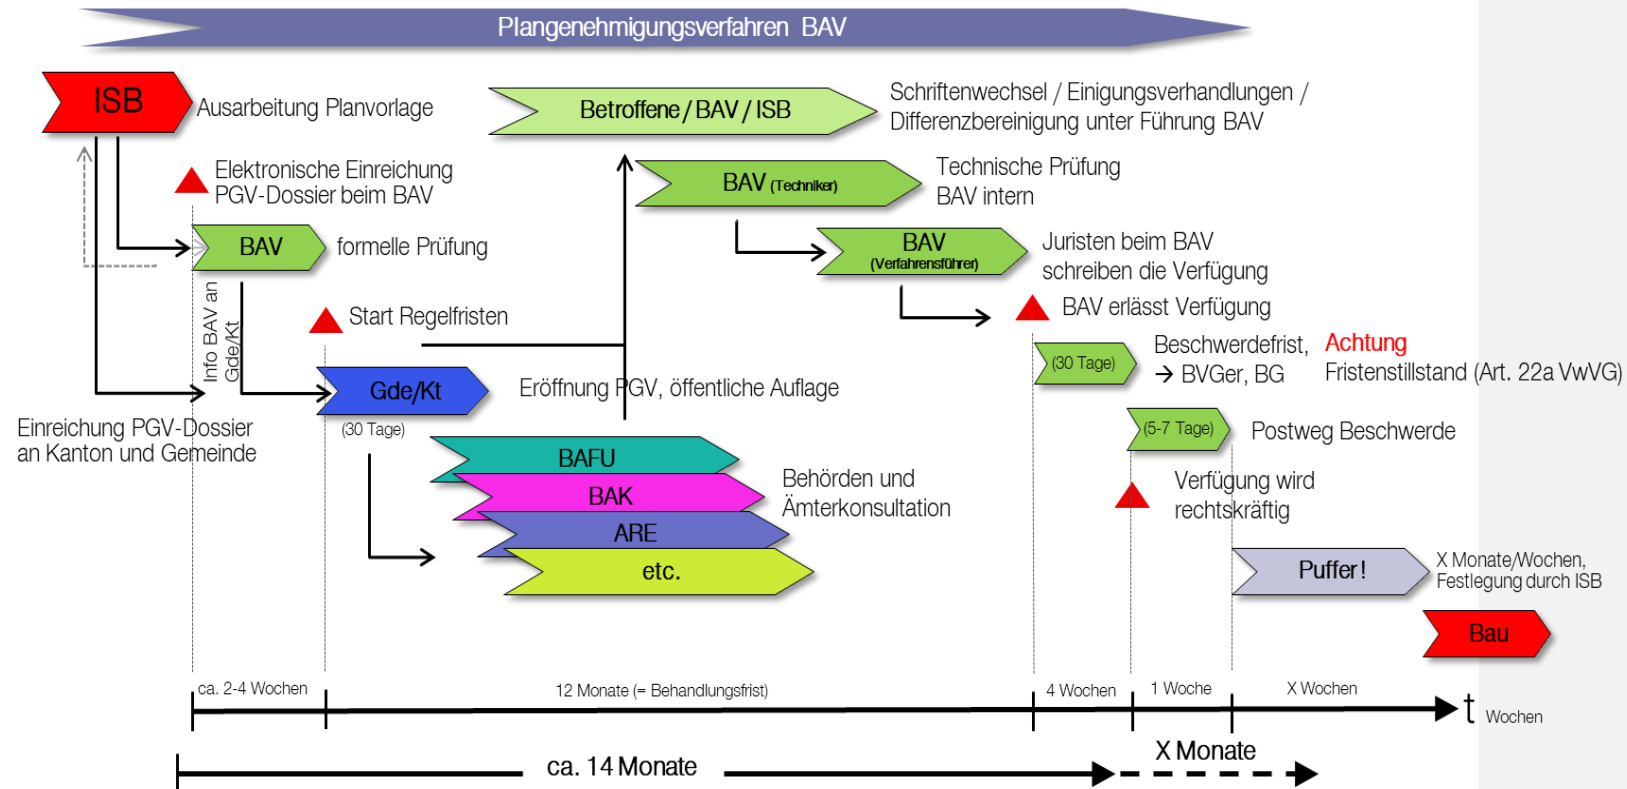 Plangenehmigungsverfahren BAV
ISB
Ausarbeitung Planvorlage
Betroffene / BAV / ISB
Schriftenwechsel / Einigungsverhandlungen /
Differenzbereinigung unter Führung BAV
Elektronische Einreichung
PGV-Dossier beim BAV
BAV (Techniker)
Technische Prüfung
BAV intern
BAV
formelle Prüfung
BAV
(Verfahrensführer)
Juristen beim BAV
schreiben die Verfügung
Info BAV an
Gde/Kt
Start Regelfristen
BAV erlässt Verfügung
(30 Tage)
Beschwerdefrist,
→ BVGer, BG
Achtung
Fristenstillstand (Art. 22a VwVG)
Gde/Kt
Eröffnung PGV, öffentliche Auflage
(30 Tage)
Einreichung PGV-Dossier
an Kanton und Gemeinde
(5-7 Tage)
Postweg Beschwerde
BAFU
BAK
ARE
etc.
Behörden und
Ämterkonsultation
Verfügung wird
rechtskräftig
Puffer!
X Monate/Wochen,
Festlegung durch ISB
Bau
ca. 2-4 Wochen
12 Monate (= Behandlungsfrist)
4 Wochen
1 Woche
X Wochen
t Wochen
ca. 14 Monate
X Monate